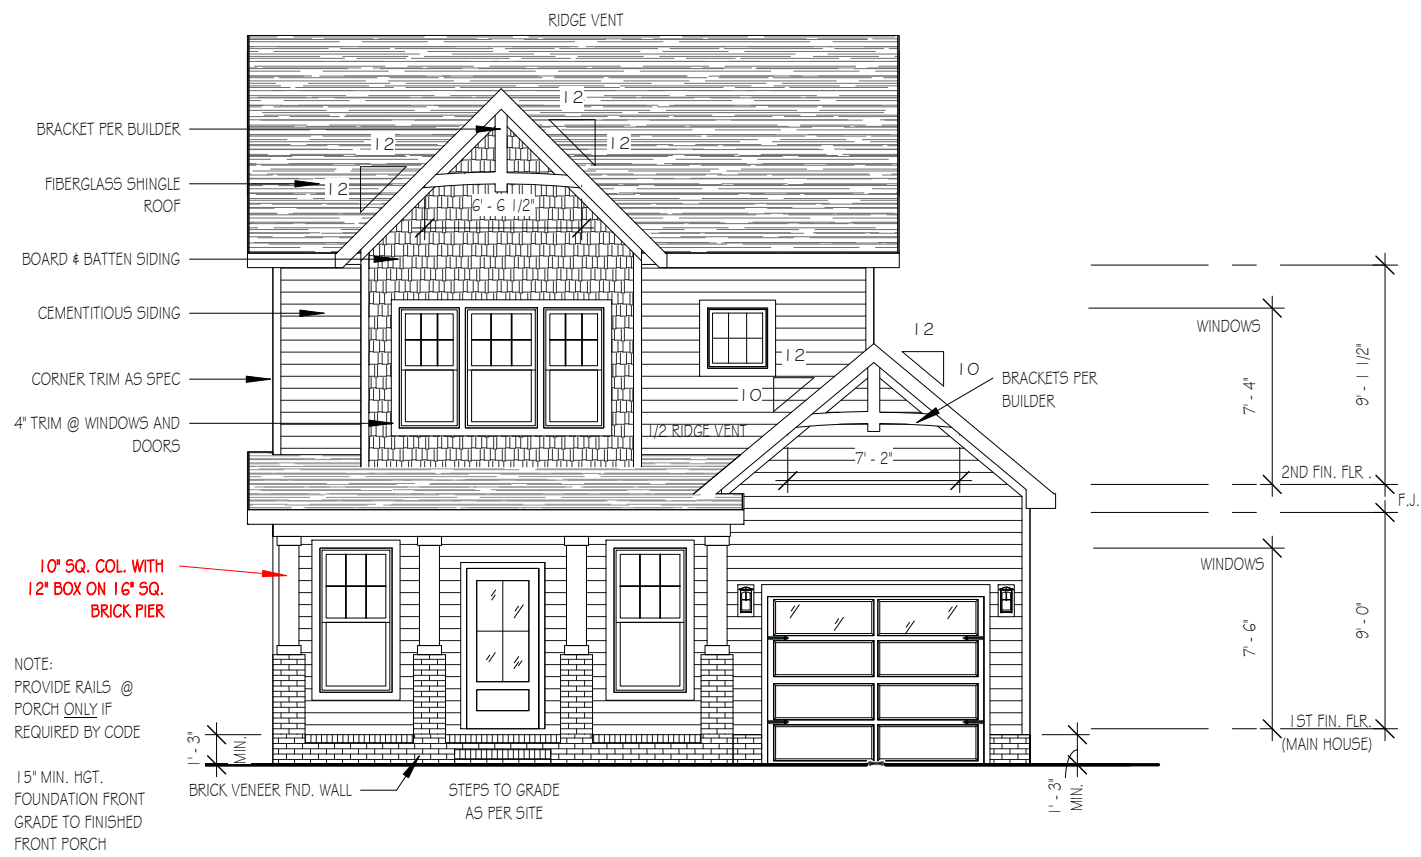 RIDGE VENT
12
12
BRACKET PER BUILDER
12
12
FIBERGLASS SHINGLE
ROOF
6' - 6 1/2"
BOARD & BATTEN SIDING
CEMENTITIOUS SIDING
CORNER TRIM AS SPEC
4" TRIM @ WINDOWS AND
DOORS
12
10
12
10
BRACKETS PER
BUILDER
1/2 RIDGE VENT
7' - 2"
WINDOWS
7' - 4"
9' - 1 1/2"
2ND FIN. FLR .
F.J.
WINDOWS
7' - 6"
9' - 0"
1ST FIN. FLR.
(MAIN HOUSE)
10" SQ. COL. WITH
12" BOX ON 16" SQ.
BRICK PIER
NOTE:
PROVIDE RAILS @
PORCH ONLY IF
REQUIRED BY CODE
1' - 3"
MIN.
15" MIN. HGT.
FOUNDATION FRONT
GRADE TO FINISHED
FRONT PORCH
BRICK VENEER FND. WALL
STEPS TO GRADE
AS PER SITE
1' - 3"
MIN.